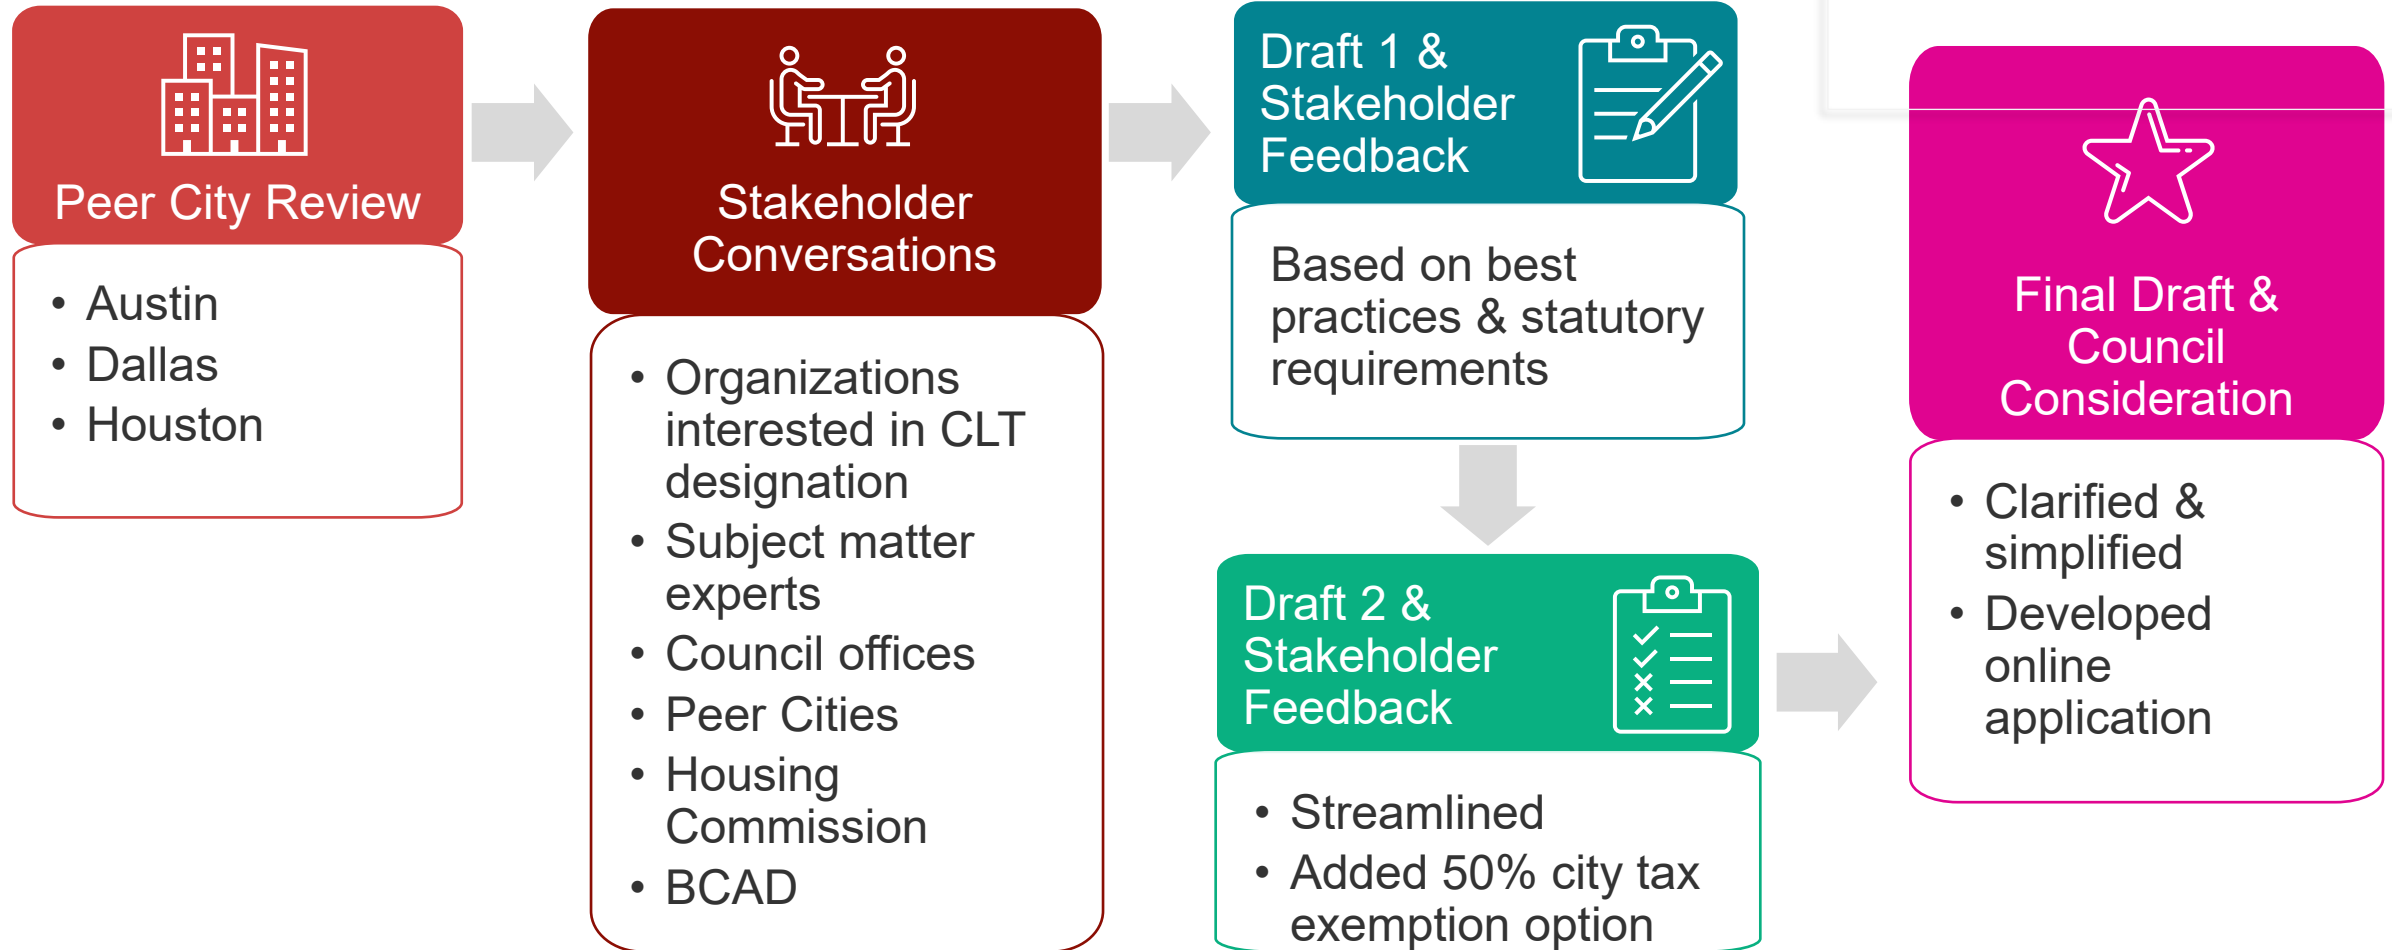 Peer City Review
• Austin
• Dallas
• Houston
Stakeholder
Conversations
• Organizations
interested in CLT
designation
• Subject matter
experts
• Council offices
• Peer Cities
• Housing
Commission
• BCAD
Draft 1 &
Stakeholder
Feedback
Based on best
practices & statutory
requirements
Draft 2 &
Stakeholder
Feedback
• Streamlined
• Added 50% city tax
exemption option
Final Draft &
Council
Consideration
• Clarified &
simplified
• Developed
online
application